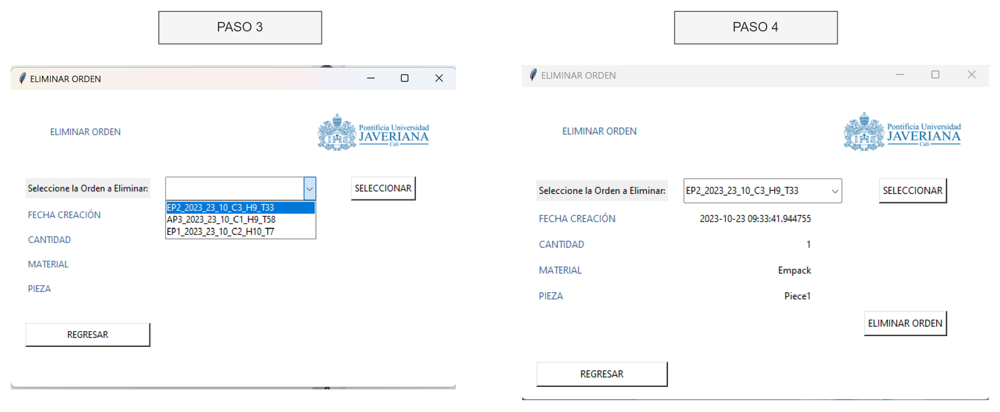 PASO 3
ELIMINAR ORDEN
ELIMINAR ORDEN
Pontificia Universidad
JAVERIANA
Cali
Seleccione la Orden a Eliminar:
SELECCIONAR
EP2_2023_23_10_C3_H9_T33
AP3_2023_23_10_C1_H9_T58
EP1_2023_23_10_C2_H10_T7
FECHA CREACIÓN
CANTIDAD
MATERIAL
PIEZA
REGRESAR
PASO 4
ELIMINAR ORDEN
ELIMINAR ORDEN
Pontificia Universidad
JAVERIANA
Cali
Seleccione la Orden a Eliminar: EP2_2023_23_10_C3_H9_T33 SELECCIONAR
FECHA CREACIÓN 2023-10-23 09:33:41.944755
CANTIDAD 1
MATERIAL Empack
PIEZA Piece1
ELIMINAR ORDEN
REGRESAR